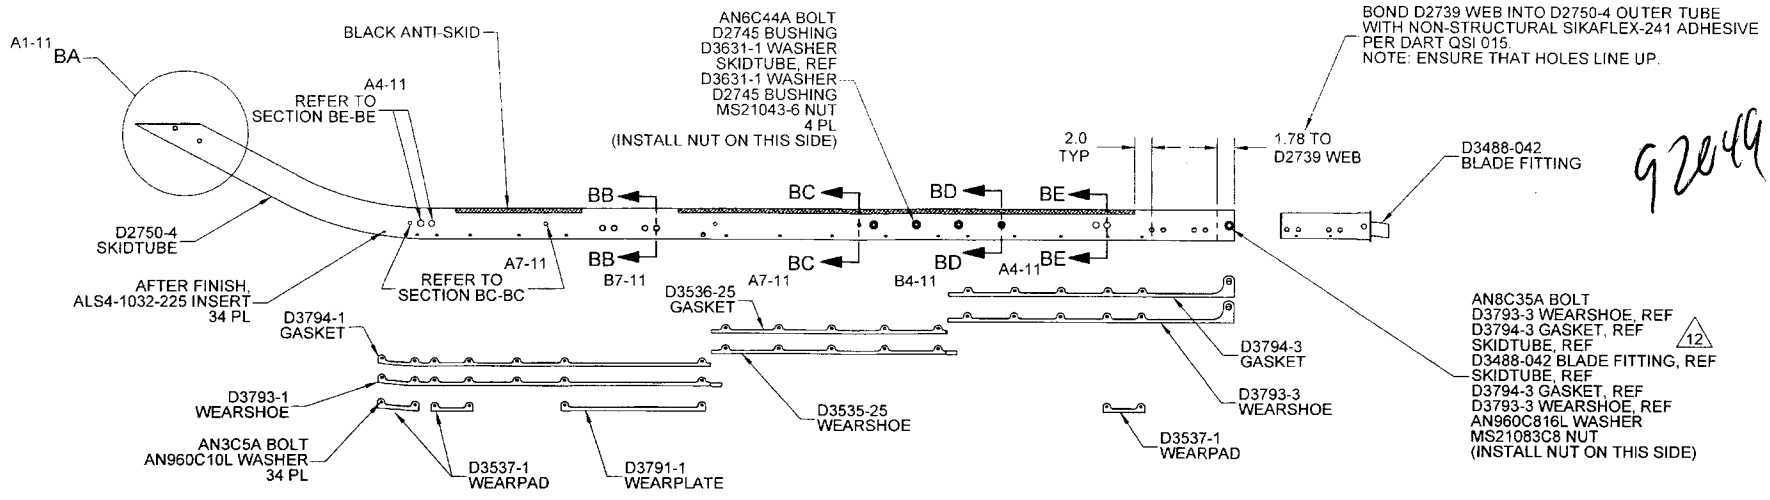 A1-11
BA
BLACK ANTI-SKID
AN6C44A BOLT
D2745 BUSHING
D3631-1 WASHER
SKIDTUBE, REF
D3631-1 WASHER
D2745 BUSHING
MS21043-6 NUT
4 PL
(INSTALL NUT ON THIS SIDE)
BOND D2739 WEB INTO D2750-4 OUTER TUBE
WITH NON-STRUCTURAL SIKAFLEX-241 ADHESIVE
PER DART QSI 015.
NOTE: ENSURE THAT HOLES LINE UP.
A4-11
REFER TO
SECTION BE-BE
2.0
TYP
1.78 TO
D2739 WEB
D3488-042
BLADE FITTING
92049
BB
BC
BD
BE
D2750-4
SKIDTUBE
BB
BC
BD
BE
A7-11
B7-11
A7-11
B4-11
A4-11
REFER TO
SECTION BC-BC
AFTER FINISH,
ALS4-1032-225 INSERT
34 PL
D3794-1
GASKET
D3536-25
GASKET
D3794-3
GASKET
D3793-1
WEARSHOE
D3535-25
WEARSHOE
D3793-3
WEARSHOE
AN3C5A BOLT
AN960C10L WASHER
34 PL
D3537-1
WEARPAD
D3791-1
WEARPLATE
D3537-1
WEARPAD
AN8C35A BOLT
D3793-3 WEARSHOE, REF
D3794-3 GASKET, REF
SKIDTUBE, REF
12
D3488-042 BLADE FITTING, REF
SKIDTUBE, REF
D3794-3 GASKET, REF
D3793-3 WEARSHOE, REF
AN960C816L WASHER
MS21083C8 NUT
(INSTALL NUT ON THIS SIDE)